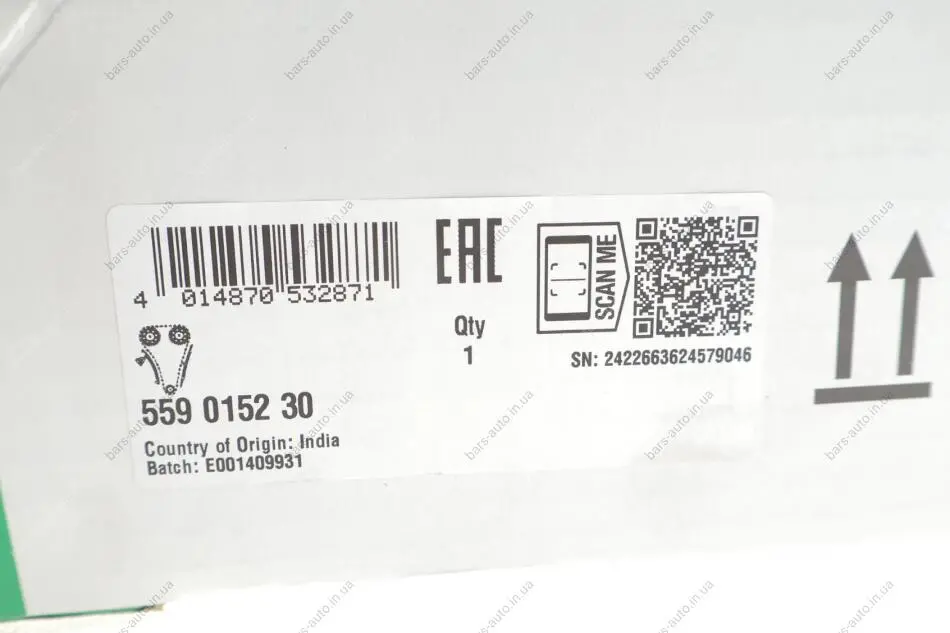 4 014870 532871
EAC
SCAN ME
Qty
1
SN: 2422663624579046
559 0152 30
Country of Origin: India
Batch: E001409931
bars-auto.in.ua